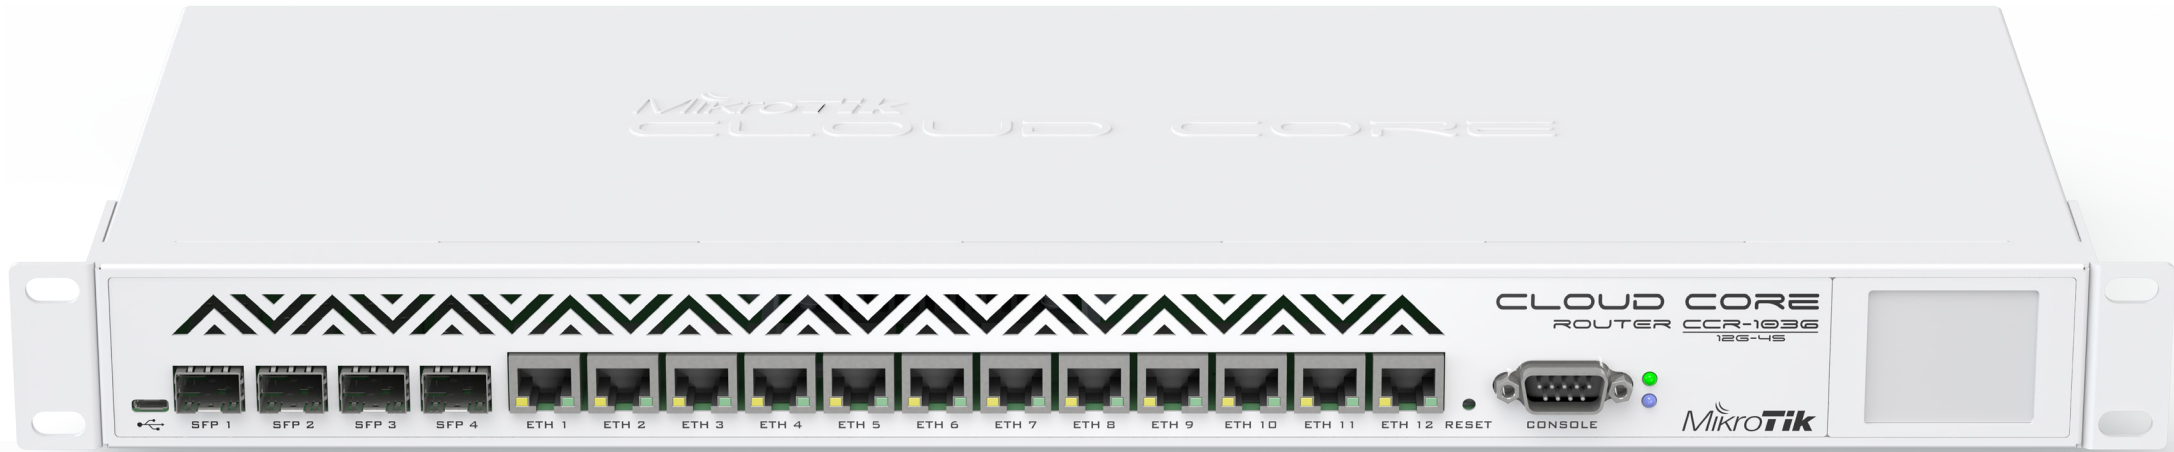 MikroTik
CLOUD CORE
CLOUD CORE
ROUTER CCR-1036
12G-4S
SFP 1 SFP 2 SFP 3 SFP 4 ETH 1 ETH 2 ETH 3 ETH 4 ETH 5 ETH 6 ETH 7 ETH 8 ETH 9 ETH 10 ETH 11 ETH 12 RESET CONSOLE
MikroTik